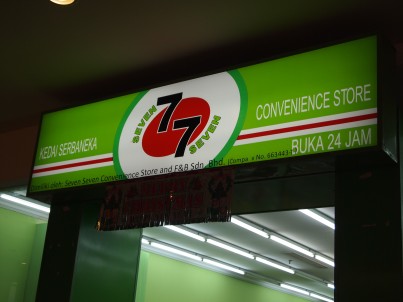 KEDAI SERBANEKA
SEVEN
77
SEVEN
CONVENIENCE STORE
BUKA 24 JAM
Seven Seven Convenience Store and F&B Sdn. Bhd.